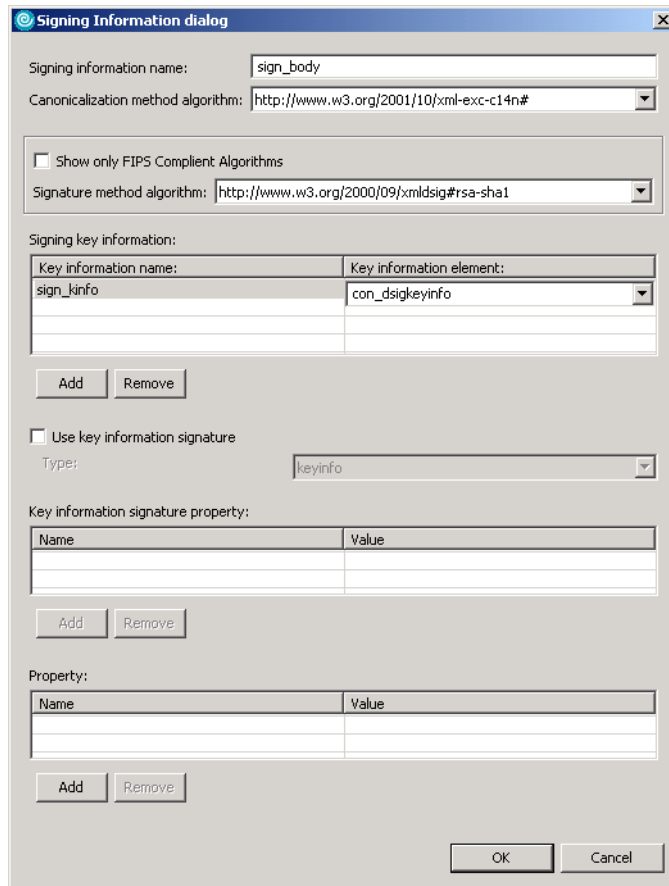 Signing Information dialog
Signing information name: sign_body
Canonicalization method algorithm: http://www.w3.org/2001/10/xml-exc-c14n#
Show only FIPS Complient Algorithms
Signature method algorithm: http://www.w3.org/2000/09/xmldsig#rsa-sha1
Signing key information:
Key information name: Key information element:
sign_kinfo con_dsigkeyinfo
Add Remove
Use key information signature
Type: keyinfo
Key information signature property:
Name Value
Add Remove
Property:
Name Value
Add Remove
OK Cancel